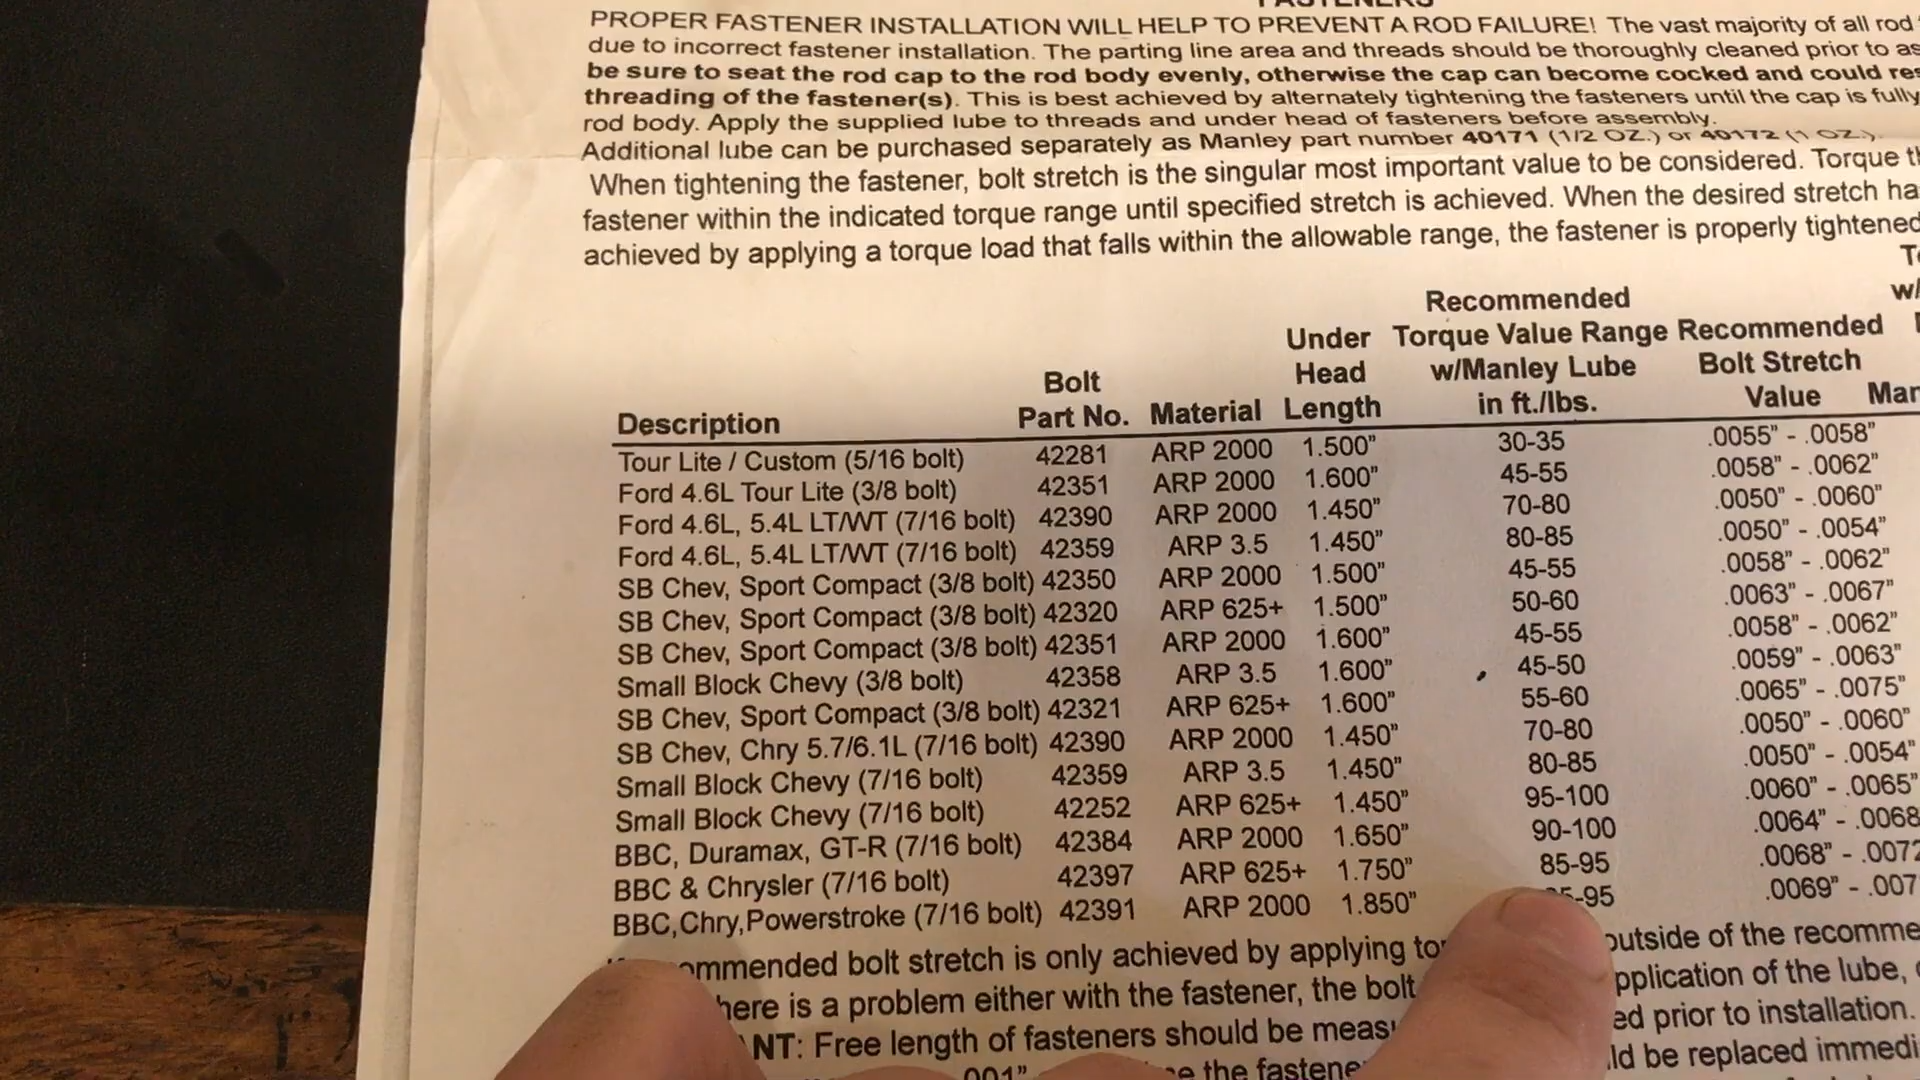 PROPER FASTENER INSTALLATION WILL HELP TO PREVENT A ROD FAILURE! The vast majority of all rod
due to incorrect fastener installation. The parting line area and threads should be thoroughly cleaned prior to
be sure to seat the rod cap to the rod body evenly, otherwise the cap can become cocked and could
threading of the fastener(s). This is best achieved by alternately tightening the fasteners until the cap is fully
rod body. Apply the supplied lube to threads and under head of fasteners before assembly.
Additional lube can be purchased separately as Manley part number 40171 (1/2 OZ.) or 40172 (1 OZ.).
When tightening the fastener, bolt stretch is the singular most important value to be considered. Torque
fastener within the indicated torque range until specified stretch is achieved. When the desired stretch
achieved by applying a torque load that falls within the allowable range, the fastener is properly tightened
Description Bolt Part No. Material Under Head Length Recommended Torque Value Range w/Manley Lube in ft./lbs. Recommended Bolt Stretch Value
Tour Lite / Custom (5/16 bolt) 42281 ARP 2000 1.500" 30-35 .0055" - .0058"
Ford 4.6L Tour Lite (3/8 bolt) 42351 ARP 2000 1.600" 45-55 .0058" - .0062"
Ford 4.6L, 5.4L LT/WT (7/16 bolt) 42390 ARP 2000 1.450" 70-80 .0050" - .0060"
Ford 4.6L, 5.4L LT/WT (7/16 bolt) 42359 ARP 3.5 1.450" 80-85 .0050" - .0054"
SB Chev, Sport Compact (3/8 bolt) 42350 ARP 2000 1.500" 45-55 .0058" - .0062"
SB Chev, Sport Compact (3/8 bolt) 42320 ARP 625+ 1.500" 50-60 .0063" - .0067"
SB Chev, Sport Compact (3/8 bolt) 42351 ARP 2000 1.600" 45-55 .0058" - .0062"
Small Block Chevy (3/8 bolt) 42358 ARP 3.5 1.600" 45-50 .0059" - .0063"
SB Chev, Sport Compact (3/8 bolt) 42321 ARP 625+ 1.600" 55-60 .0065" - .0075"
SB Chev, Chry 5.7/6.1L (7/16 bolt) 42390 ARP 2000 1.450" 70-80 .0050" - .0060"
Small Block Chevy (7/16 bolt) 42359 ARP 3.5 1.450" 80-85 .0050" - .0054"
Small Block Chevy (7/16 bolt) 42252 ARP 625+ 1.450" 95-100 .0060" - .0065"
BBC, Duramax, GT-R (7/16 bolt) 42384 ARP 2000 1.650" 90-100 .0064" - .0068
BBC & Chrysler (7/16 bolt) 42397 ARP 625+ 1.750" 85-95 .0068" - .0072
BBC,Chry,Powerstroke (7/16 bolt) 42391 ARP 2000 1.850" .0069" -
bolt stretch is only achieved by applying outside of the
is a problem either with the fastener, the bolt application of the lube,
Free length of fasteners should be prior to installation.
.001" the be replaced